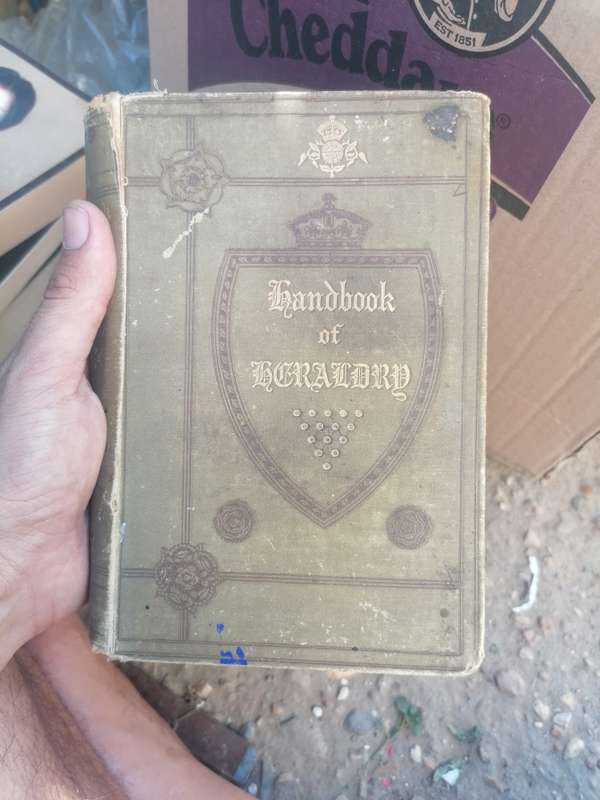 Cheddar
EST 1851
Handbook
of
HERALDRY